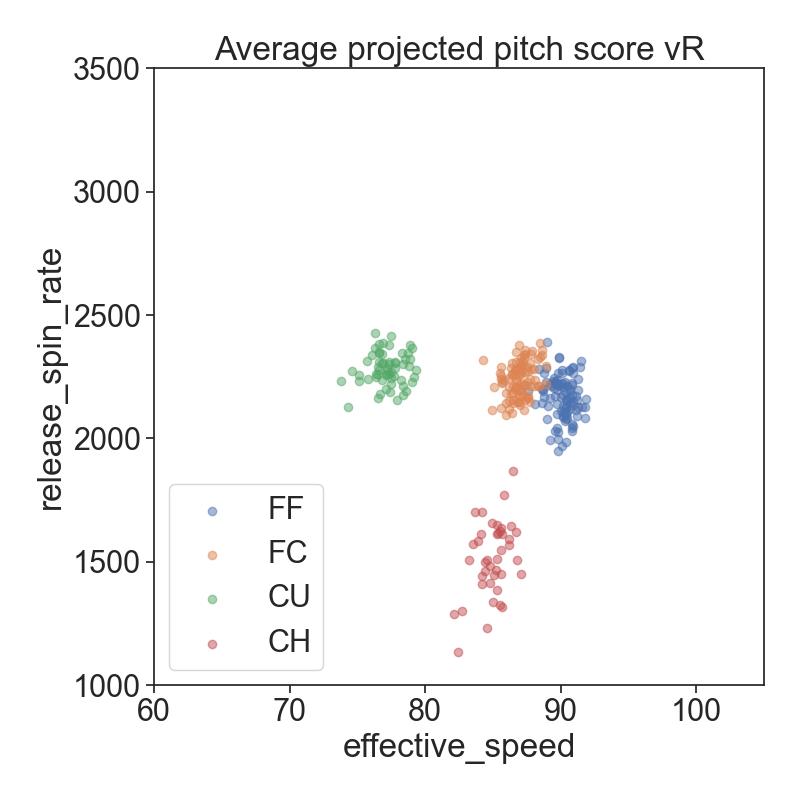 Average projected pitch score vR
3500
3000
2500
2000
1500
1000
release_spin_rate
FF
FC
CU
CH
60
70
80
90
100
effective_speed